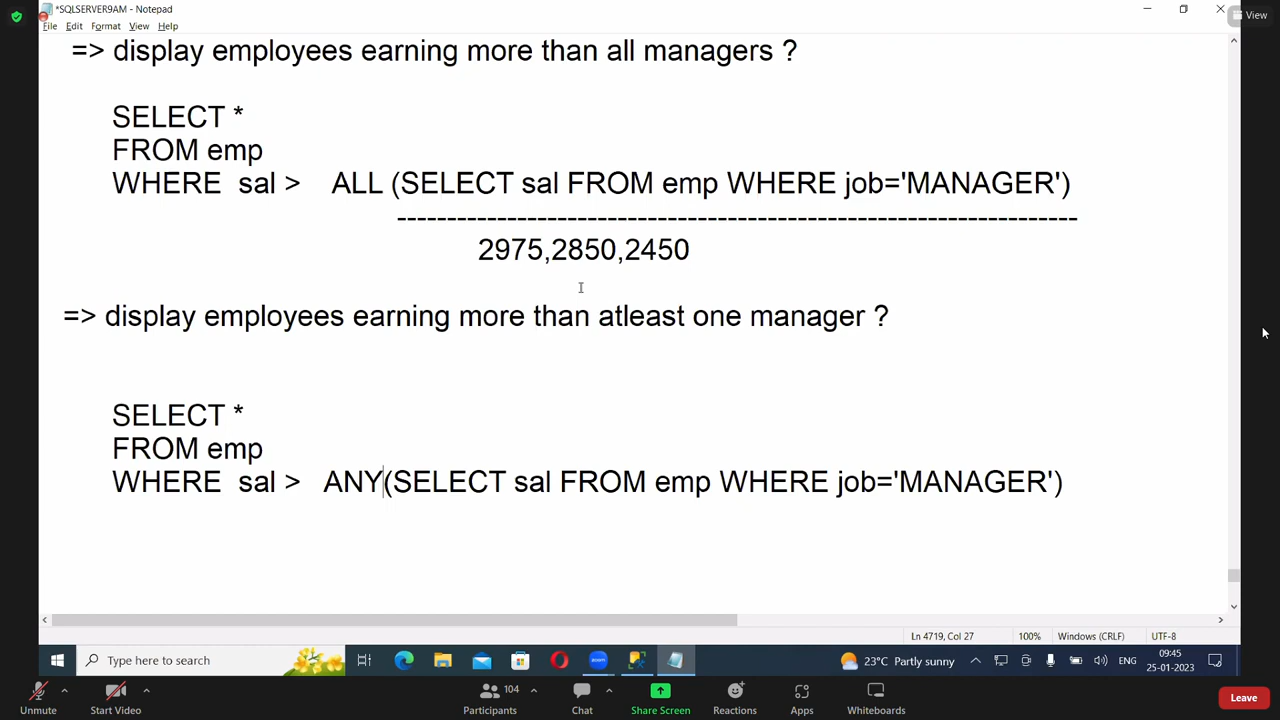 *SQLSERVER9AM - Notepad
View
File Edit Format View Help
=> display employees earning more than all managers ?
SELECT *
FROM emp
WHERE sal > ALL (SELECT sal FROM emp WHERE job='MANAGER')
--------------------------------------------------------------------
2975,2850,2450
=> display employees earning more than atleast one manager ?
SELECT *
FROM emp
WHERE sal > ANY(SELECT sal FROM emp WHERE job='MANAGER')
Ln 4719, Col 27 100% Windows (CRLF) UTF-8
Type here to search
23°C Partly sunny
ENG
09:45
25-01-2023
Unmute Start Video 104 Participants Chat Share Screen Reactions Apps Whiteboards Leave